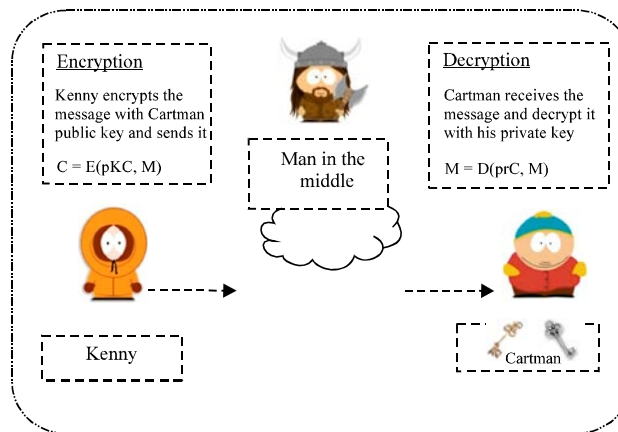 Encryption
Kenny encrypts the
message with Cartman
public key and sends it
C = E(pKC, M)
Man in the
middle
Decryption
Cartman receives the
message and decrypt it
with his private key
M = D(prC, M)
Kenny
Cartman